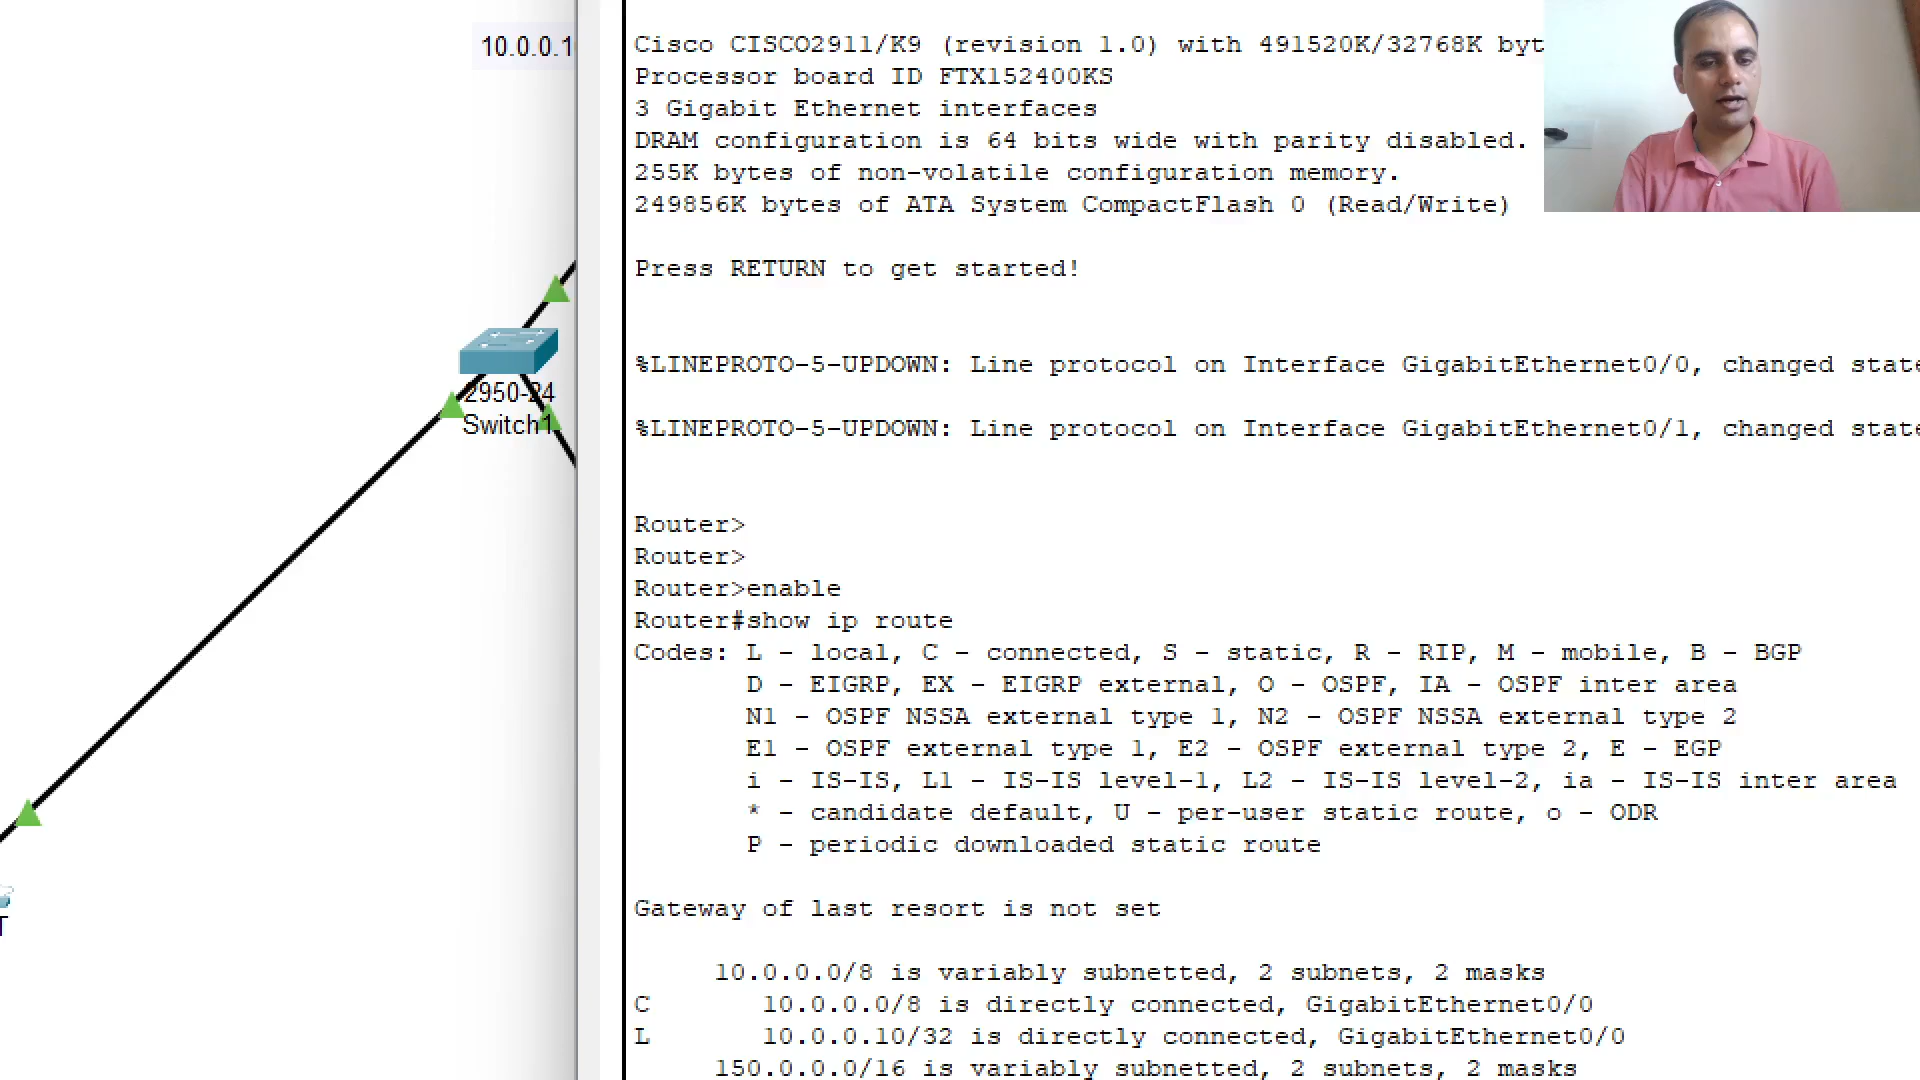 10.0.0.1
2950-24
Switch1
T
Cisco CISCO2911/K9 (revision 1.0) with 491520K/32768K byt
Processor board ID FTX152400KS
3 Gigabit Ethernet interfaces
DRAM configuration is 64 bits wide with parity disabled.
255K bytes of non-volatile configuration memory.
249856K bytes of ATA System CompactFlash 0 (Read/Write)
Press RETURN to get started!
%LINEPROTO-5-UPDOWN: Line protocol on Interface GigabitEthernet0/0, changed state
%LINEPROTO-5-UPDOWN: Line protocol on Interface GigabitEthernet0/1, changed state
Router>
Router>
Router>enable
Router#show ip route
Codes: L - local, C - connected, S - static, R - RIP, M - mobile, B - BGP
D - EIGRP, EX - EIGRP external, O - OSPF, IA - OSPF inter area
N1 - OSPF NSSA external type 1, N2 - OSPF NSSA external type 2
E1 - OSPF external type 1, E2 - OSPF external type 2, E - EGP
i - IS-IS, L1 - IS-IS level-1, L2 - IS-IS level-2, ia - IS-IS inter area
* - candidate default, U - per-user static route, o - ODR
P - periodic downloaded static route
Gateway of last resort is not set
10.0.0.0/8 is variably subnetted, 2 subnets, 2 masks
C 10.0.0.0/8 is directly connected, GigabitEthernet0/0
L 10.0.0.10/32 is directly connected, GigabitEthernet0/0
150.0.0.0/16 is variably subnetted, 2 subnets, 2 masks